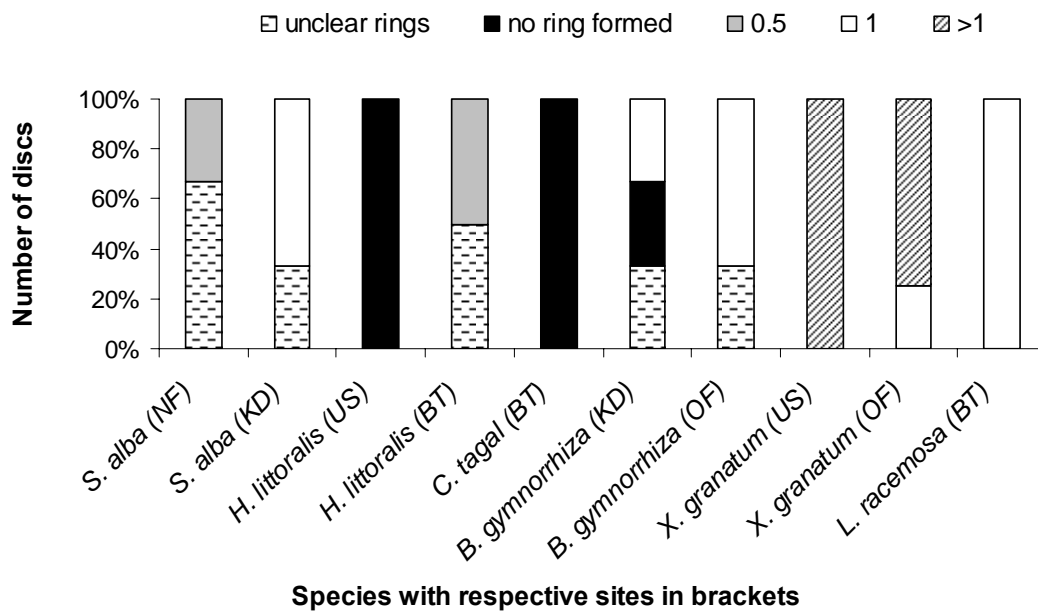 unclear rings no ring formed 0.5 1 >1
100%
80%
60%
40%
20%
0%
Number of discs
S. alba (NF)
S. alba (KD)
H. littoralis (US)
H. littoralis (BT)
C. tagal (BT)
B. gymnorrhiza (KD)
B. gymnorrhiza (OF)
X. granatum (US)
X. granatum (OF)
L. racemosa (BT)
Species with respective sites in brackets